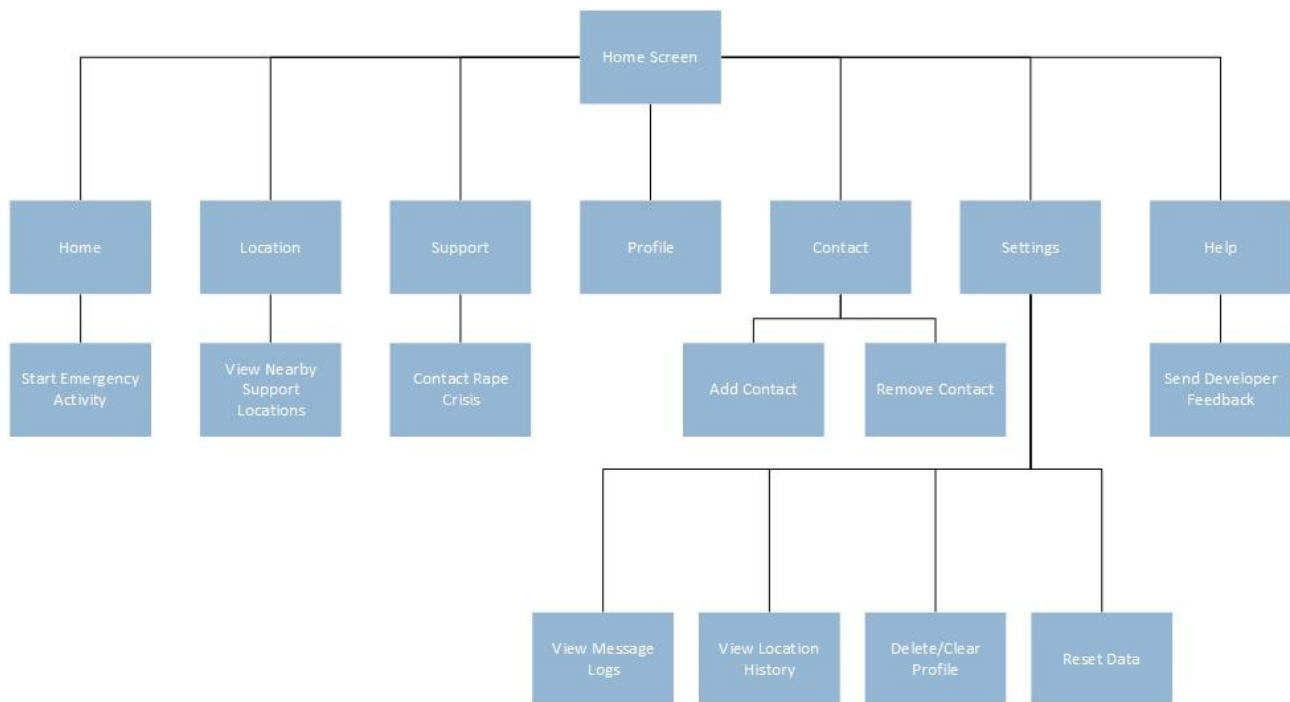 Home Screen
Home
Location
Support
Profile
Contact
Settings
Help
Start Emergency
Activity
View Nearby
Support
Locations
Contact Rape
Crisis
Add Contact
Remove Contact
Send Developer
Feedback
View Message
Logs
View Location
History
Delete/Clear
Profile
Reset Data